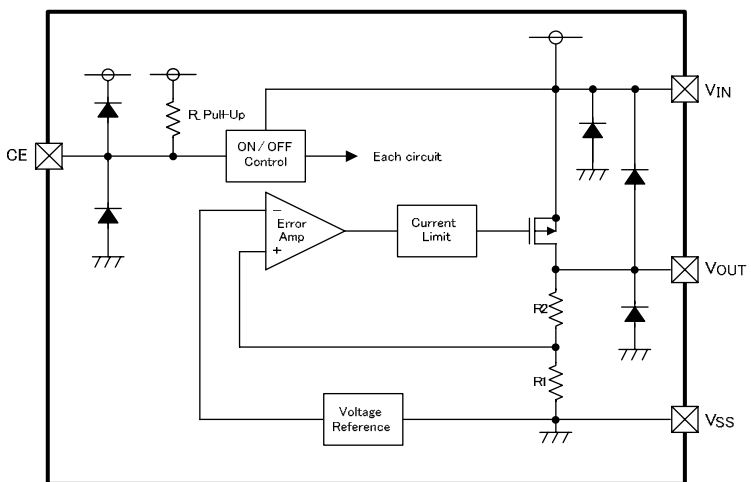 R_Pull-Up
VIN
CE
ON / OFF
Control
Each circuit
−
Error
Amp
+
Current
Limit
VOUT
R2
R1
Voltage
Reference
VSS